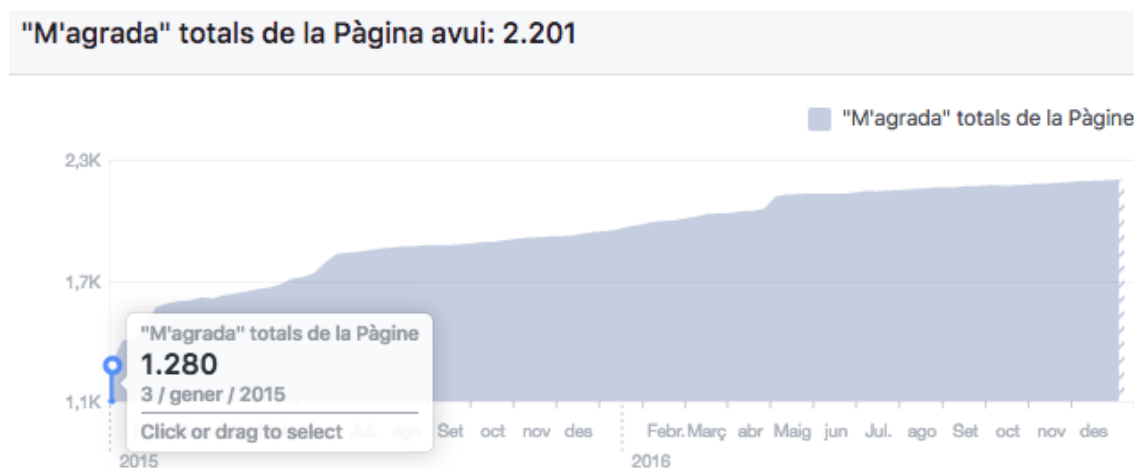 "M'agrada" totals de la Pàgina avui: 2.201
"M'agrada" totals de la Pàgine
2,3K
1,7K
1,1K
"M'agrada" totals de la Pàgine
1.280
3 / gener / 2015
Click or drag to select
Jul. ago Set oct nov des Febr. Març abr Maig jun Jul. ago Set oct nov des
2015 2016